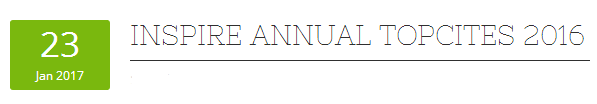 23
Jan 2017
INSPIRE ANNUAL TOPCITES 2016